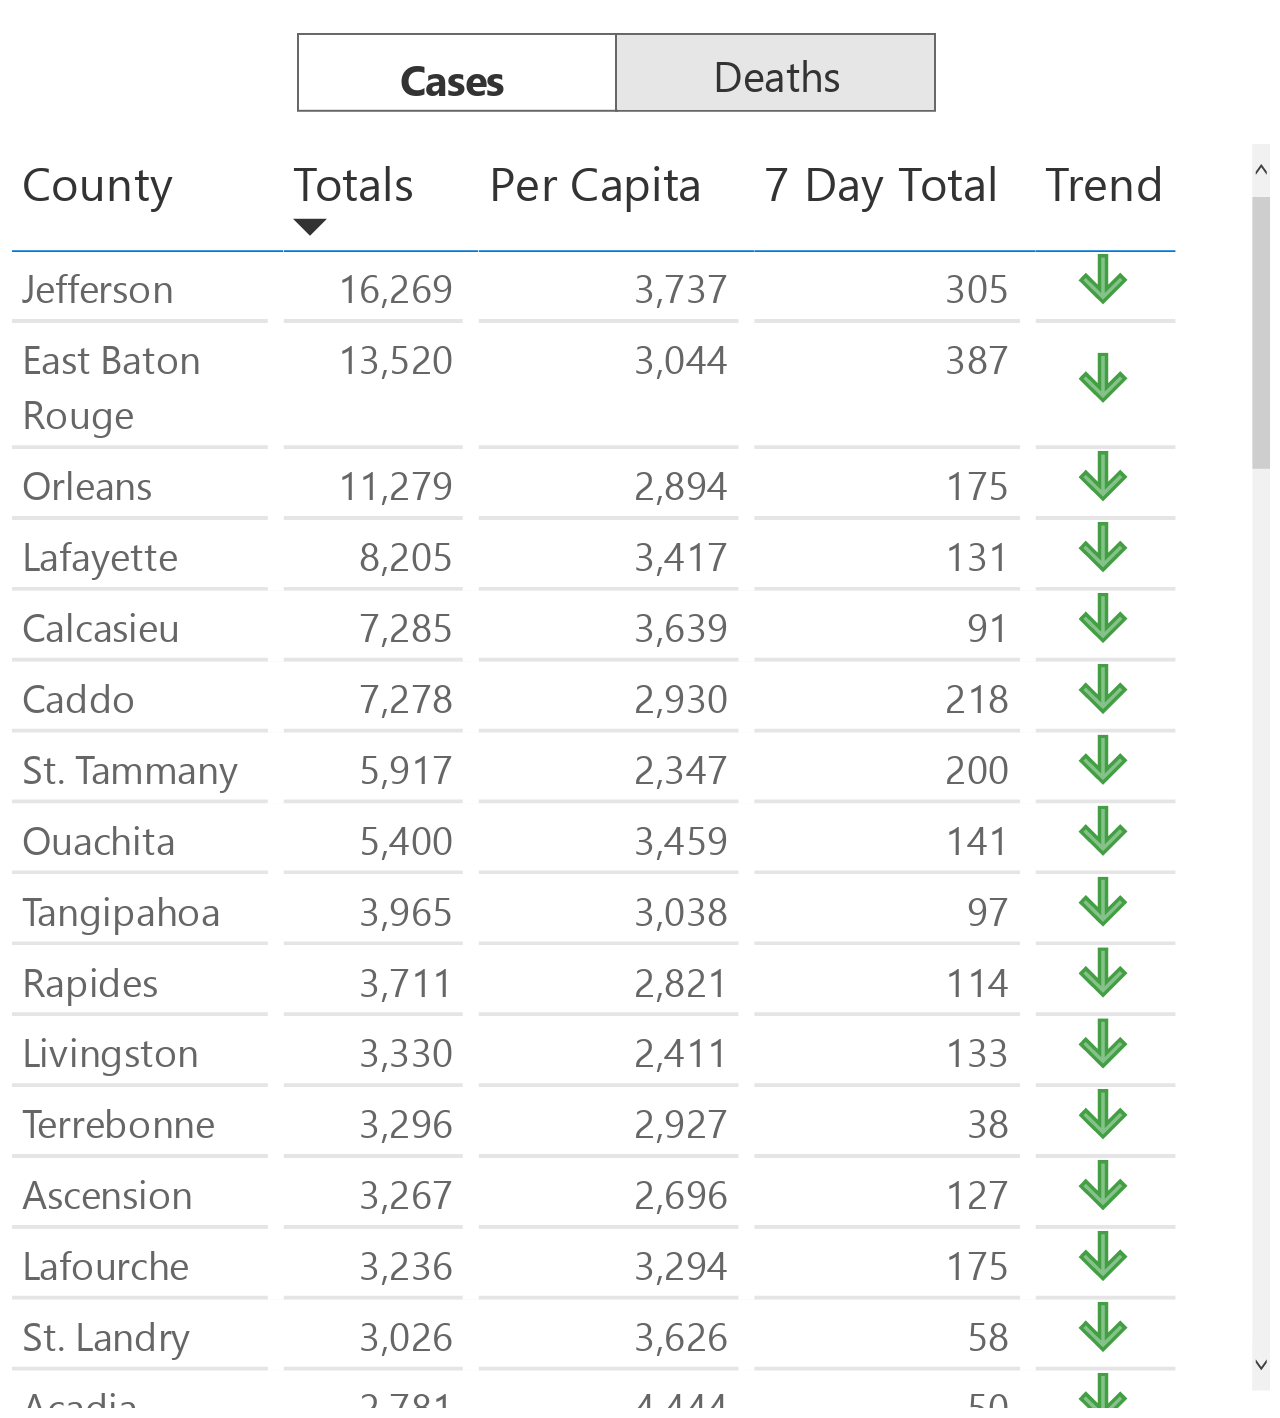 Cases Deaths
County Totals Per Capita 7 Day Total Trend
Jefferson 16,269 3,737 305
East Baton 13,520 3,044 387
Rouge
Orleans 11,279 2,894 175
Lafayette 8,205 3,417 131
Calcasieu 7,285 3,639 91
Caddo 7,278 2,930 218
St. Tammany 5,917 2,347 200
Ouachita 5,400 3,459 141
Tangipahoa 3,965 3,038 97
Rapides 3,711 2,821 114
Livingston 3,330 2,411 133
Terrebonne 3,296 2,927 38
Ascension 3,267 2,696 127
Lafourche 3,236 3,294 175
St. Landry 3,026 3,626 58
Acadia 2,781 4,444 50